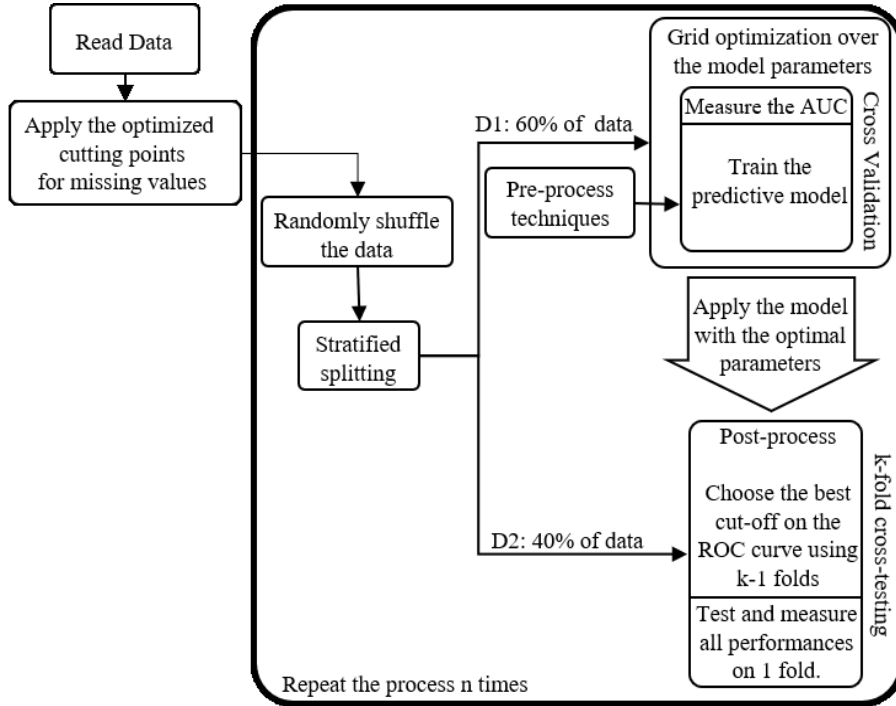 Read Data
Apply the optimized
cutting points
for missing values
Randomly shuffle
the data
Stratified
splitting
D1: 60% of data
Pre-process
techniques
Grid optimization over
the model parameters
Measure the AUC
Train the
predictive model
Cross Validation
Apply the model
with the optimal
parameters
D2: 40% of data
Post-process
Choose the best
cut-off on the
ROC curve using
k-1 folds
Test and measure
all performances
on 1 fold.
k-fold cross-testing
Repeat the process n times